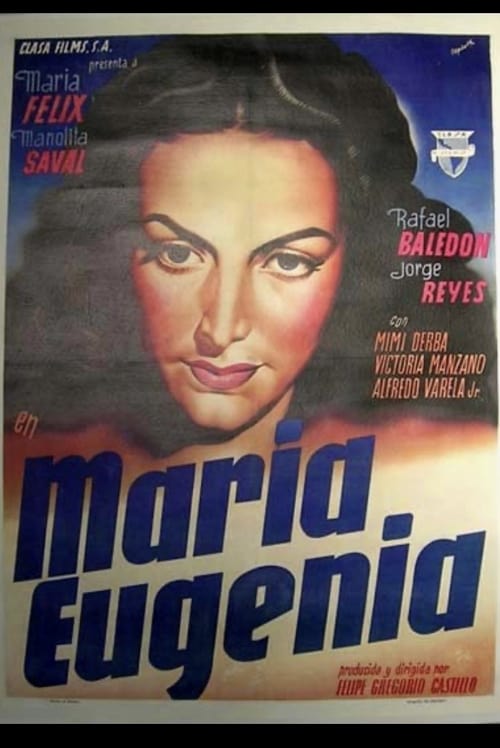 CLASA FILMS, S.A.
presenta a
Maria
FELIX
Manolita
SAVAL
CLASA
Rafael
BALEDON
Jorge
REYES
con
MIMI DERBA
VICTORIA MANZANO
ALFREDO VARELA Jr.
en
Maria
Eugenia
producida y dirigida por
FELIPE GREGORIO CASTILLO